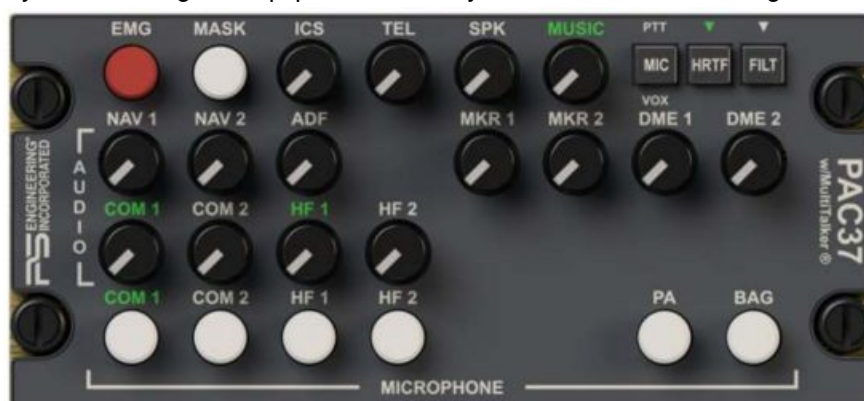 EMG MASK ICS TEL SPK MUSIC PTT ▼ ▼
MIC HRTF FILT
VOX
NAV 1 NAV 2 ADF MKR 1 MKR 2 DME 1 DME 2
AUDIO
PS ENGINEERING® INCORPORATED
PAC37
w/MultiTalker®
COM 1 COM 2 HF 1 HF 2
COM 1 COM 2 HF 1 HF 2 PA BAG
MICROPHONE